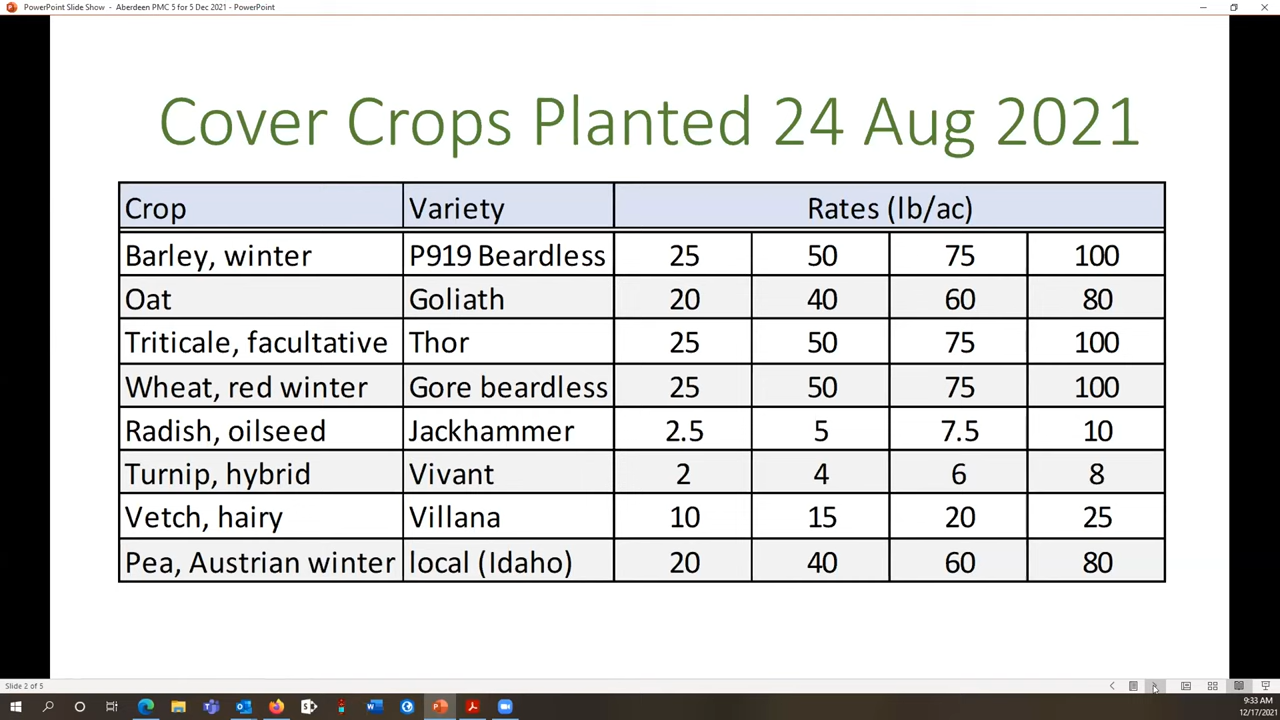 PowerPoint Slide Show - Aberdeen PMC 5 for 5 Dec 2021 - PowerPoint
Cover Crops Planted 24 Aug 2021
Crop Variety Rates (lb/ac)
Barley, winter P919 Beardless 25 50 75 100
Oat Goliath 20 40 60 80
Triticale, facultative Thor 25 50 75 100
Wheat, red winter Gore beardless 25 50 75 100
Radish, oilseed Jackhammer 2.5 5 7.5 10
Turnip, hybrid Vivant 2 4 6 8
Vetch, hairy Villana 10 15 20 25
Pea, Austrian winter local (Idaho) 20 40 60 80
Slide 2 of 5
9:33 AM
12/17/2021